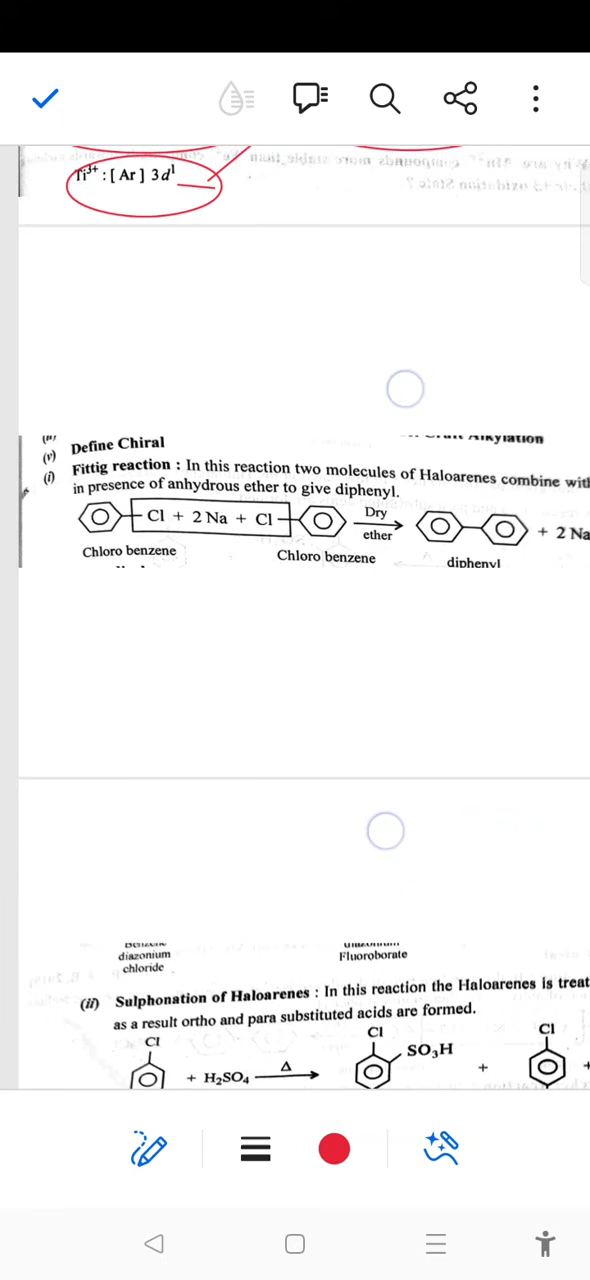 Ti³⁺ : [ Ar ] 3d¹
(v) Define Chiral
(i) Fittig reaction : In this reaction two molecules of Haloarenes combine with
in presence of anhydrous ether to give diphenyl.
Cl + 2 Na + Cl Dry ether + 2 Na
Chloro benzene Chloro benzene diphenyl
diazonium Fluoroborate
chloride
(ii) Sulphonation of Haloarenes : In this reaction the Haloarenes is treat
as a result ortho and para substituted acids are formed.
Cl Cl Cl
SO₃H
+ H₂SO₄ Δ + +